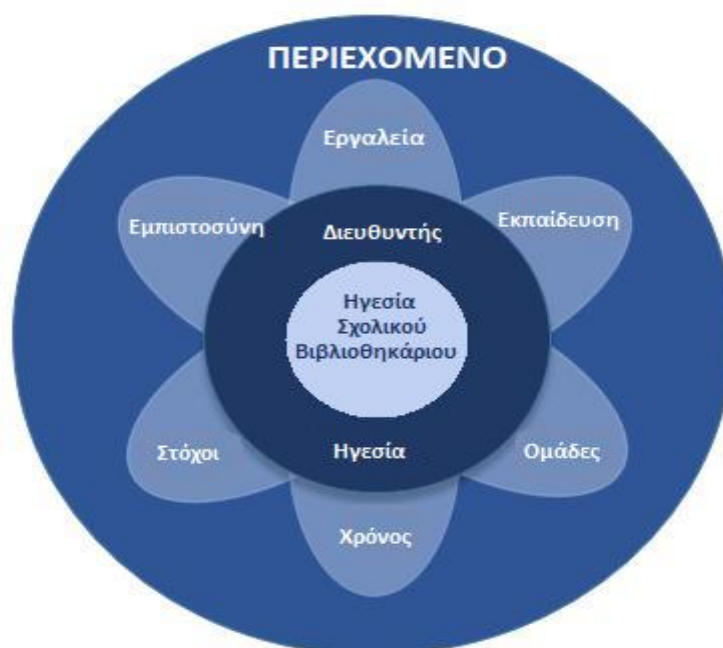 ΠΕΡΙΕΧΟΜΕΝΟ
Εργαλεία
Εμπιστοσύνη
Εκπαίδευση
Διευθυντής
Ηγεσία
Σχολικού
Βιβλιοθηκάριου
Στόχοι
Ηγεσία
Ομάδες
Χρόνος